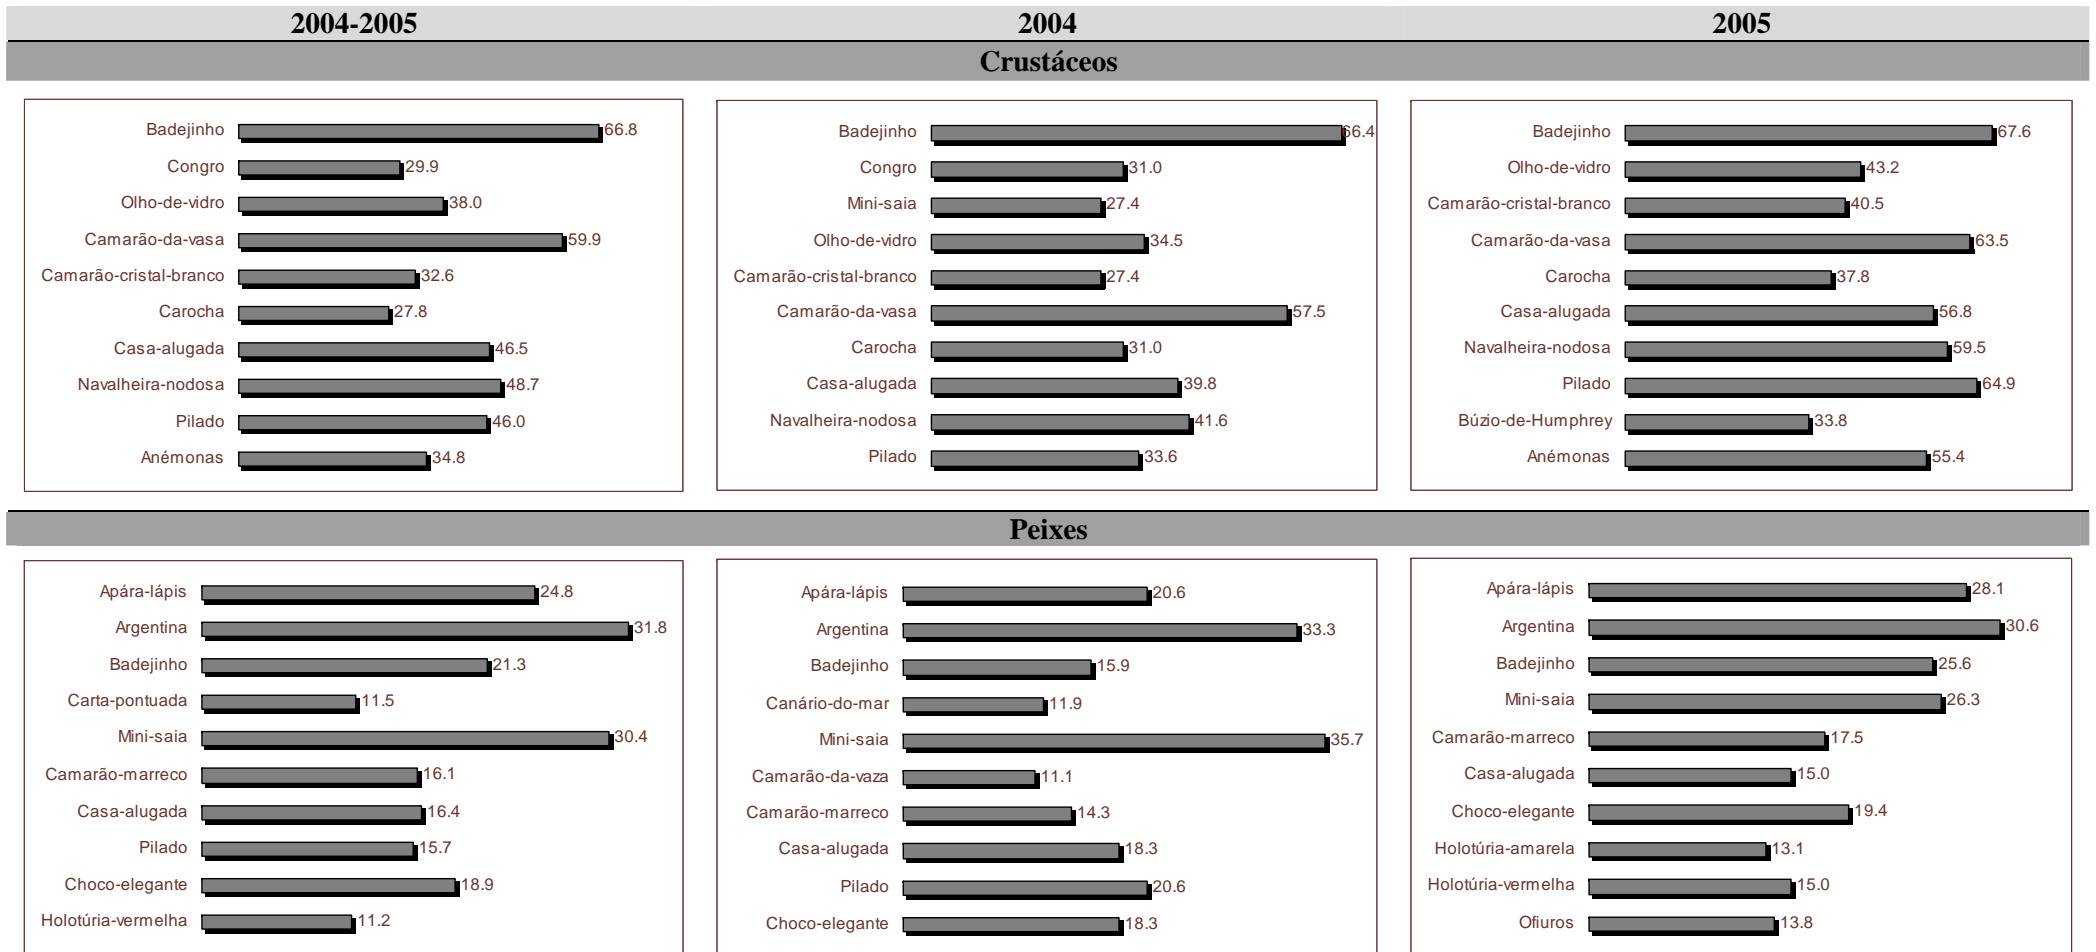 2004-2005 2004 2005
Crustáceos
Badejinho 66.8
Congro 29.9
Olho-de-vidro 38.0
Camarão-da-vasa 59.9
Camarão-cristal-branco 32.6
Carocha 27.8
Casa-alugada 46.5
Navalheira-nodosa 48.7
Pilado 46.0
Anémonas 34.8
Badejinho 66.4
Congro 31.0
Mini-saia 27.4
Olho-de-vidro 34.5
Camarão-cristal-branco 27.4
Camarão-da-vasa 57.5
Carocha 31.0
Casa-alugada 39.8
Navalheira-nodosa 41.6
Pilado 33.6
Badejinho 67.6
Olho-de-vidro 43.2
Camarão-cristal-branco 40.5
Camarão-da-vasa 63.5
Carocha 37.8
Casa-alugada 56.8
Navalheira-nodosa 59.5
Pilado 64.9
Búzio-de-Humphrey 33.8
Anémonas 55.4
Peixes
Apára-lápis 24.8
Argentina 31.8
Badejinho 21.3
Carta-pontuada 11.5
Mini-saia 30.4
Camarão-marreco 16.1
Casa-alugada 16.4
Pilado 15.7
Choco-elegante 18.9
Holotúria-vermelha 11.2
Apára-lápis 20.6
Argentina 33.3
Badejinho 15.9
Canário-do-mar 11.9
Mini-saia 35.7
Camarão-da-vaza 11.1
Camarão-marreco 14.3
Casa-alugada 18.3
Pilado 20.6
Choco-elegante 18.3
Apára-lápis 28.1
Argentina 30.6
Badejinho 25.6
Mini-saia 26.3
Camarão-marreco 17.5
Casa-alugada 15.0
Choco-elegante 19.4
Holotúria-amarela 13.1
Holotúria-vermelha 15.0
Ofiuros 13.8